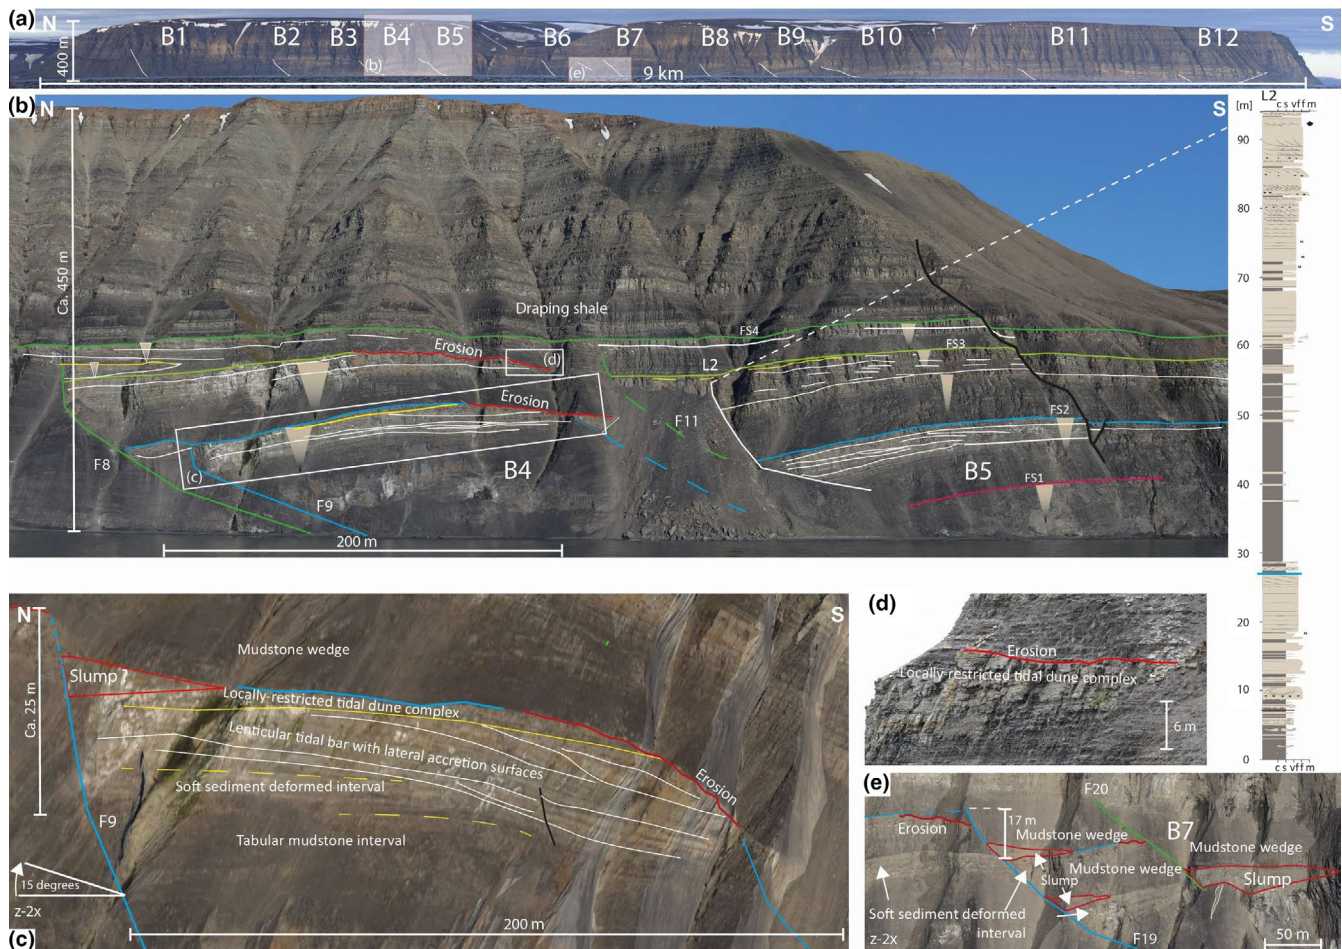 (a)
N
S
B1
B2
B3
B4
B5
B6
B7
B8
B9
B10
B11
B12
400 m
(b)
(e)
9 km
(b)
N
S
Ca. 450 m
Draping shale
FS4
Erosion
(d)
L2
FS3
Erosion
F11
FS2
F8
(c)
B4
B5
FS1
F9
200 m
L2
[m]
c s vf f m
90
80
70
60
50
40
30
20
10
0
c s vf f m
N
S
Mudstone wedge
Slump ?
Locally-restricted tidal dune complex
Ca. 25 m
Lenticular tidal bar with lateral accretion surfaces
Soft sediment deformed interval
Erosion
F9
Tabular mudstone interval
15 degrees
z-2x
200 m
(c)
(d)
Erosion
Locally-restricted tidal dune complex
6 m
(e)
F20
17 m
B7
Erosion
Mudstone wedge
Mudstone wedge
Mudstone wedge
Slump
Slump
Soft sediment deformed
interval
z-2x
F19
50 m